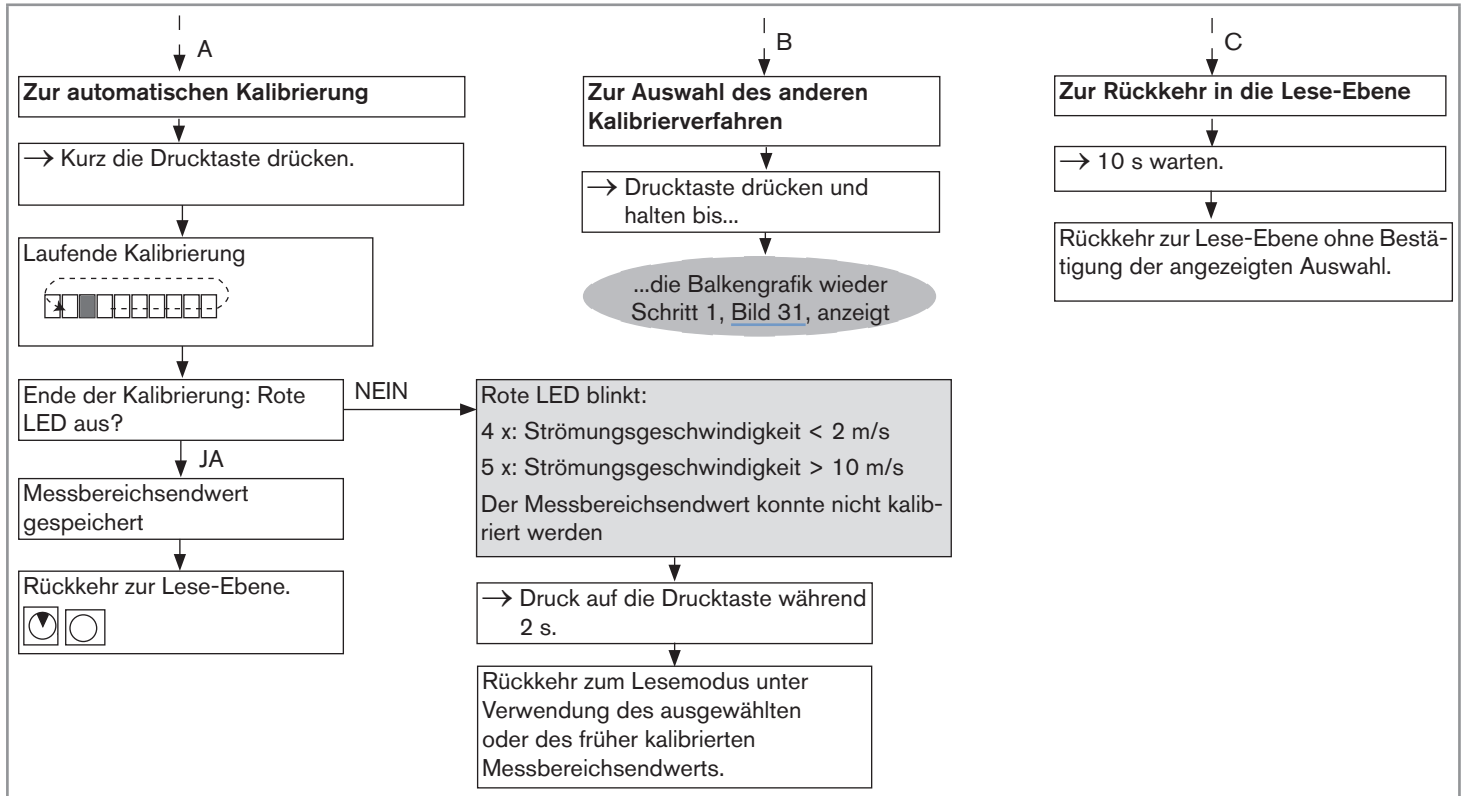 A
Zur automatischen Kalibrierung
→ Kurz die Drucktaste drücken.
Laufende Kalibrierung
Ende der Kalibrierung: Rote
LED aus?
NEIN
JA
Messbereichsendwert
gespeichert
Rückkehr zur Lese-Ebene.
Rote LED blinkt:
4 x: Strömungsgeschwindigkeit < 2 m/s
5 x: Strömungsgeschwindigkeit > 10 m/s
Der Messbereichsendwert konnte nicht kalib-
riert werden
→ Druck auf die Drucktaste während
2 s.
Rückkehr zum Lesemodus unter
Verwendung des ausgewählten
oder des früher kalibrierten
Messbereichsendwerts.
B
Zur Auswahl des anderen
Kalibrierverfahren
→ Drucktaste drücken und
halten bis...
...die Balkengrafik wieder
Schritt 1, Bild 31, anzeigt
C
Zur Rückkehr in die Lese-Ebene
→ 10 s warten.
Rückkehr zur Lese-Ebene ohne Bestä-
tigung der angezeigten Auswahl.